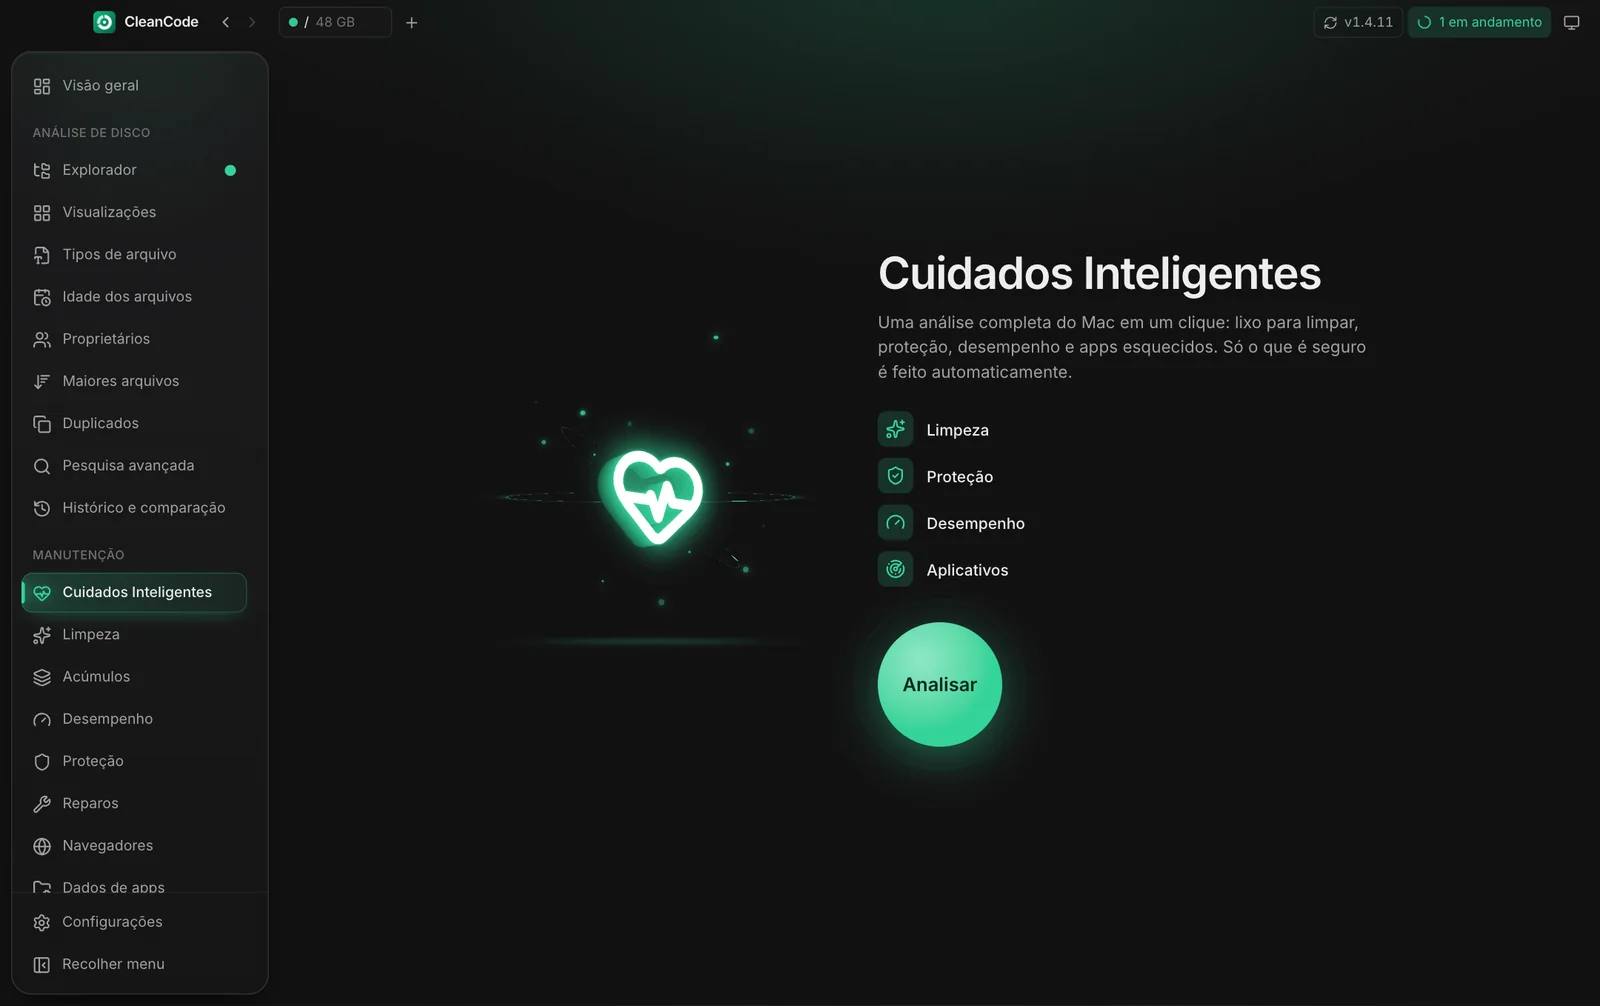 CleanCode
/ 48 GB
v1.4.11
1 em andamento
Visão geral
ANÁLISE DE DISCO
Explorador
Visualizações
Tipos de arquivo
Idade dos arquivos
Proprietários
Maiores arquivos
Duplicados
Pesquisa avançada
Histórico e comparação
MANUTENÇÃO
Cuidados Inteligentes
Limpeza
Acúmulos
Desempenho
Proteção
Reparos
Navegadores
Dados de apps
Configurações
Recolher menu
Cuidados Inteligentes
Uma análise completa do Mac em um clique: lixo para limpar,
proteção, desempenho e apps esquecidos. Só o que é seguro
é feito automaticamente.
Limpeza
Proteção
Desempenho
Aplicativos
Analisar